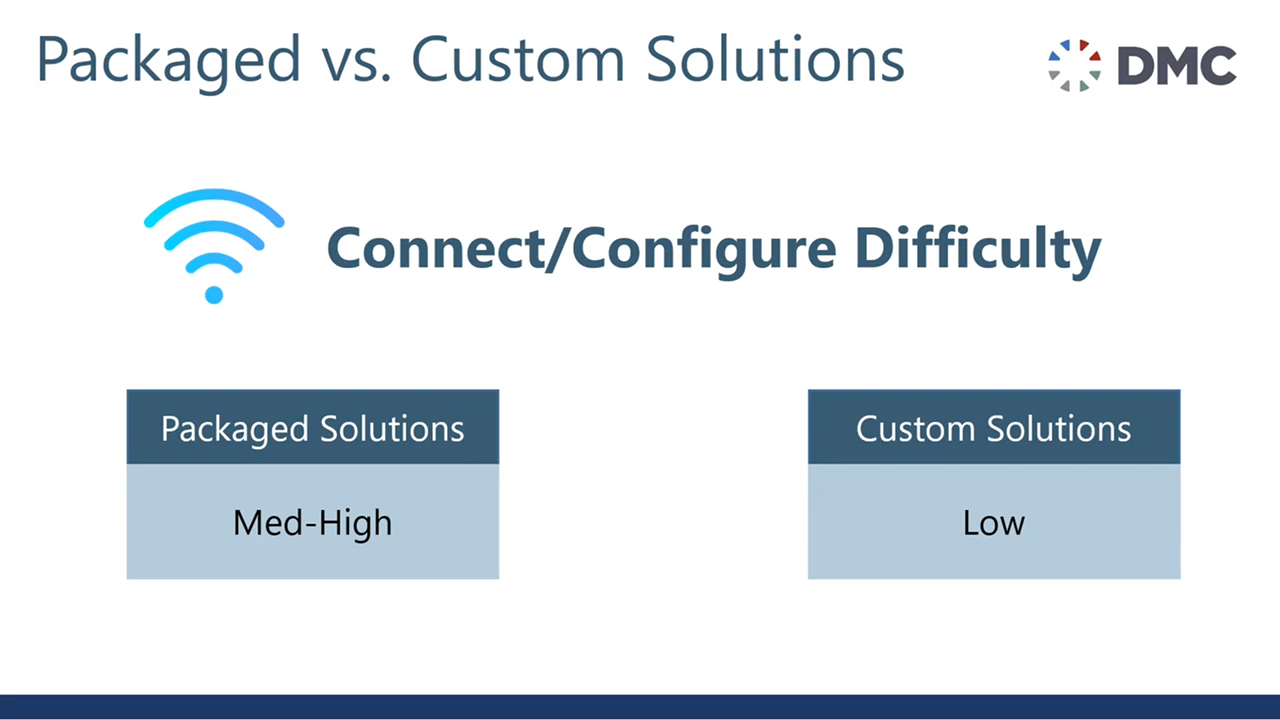 Packaged vs. Custom Solutions
DMC
Connect/Configure Difficulty
Packaged Solutions
Med-High
Custom Solutions
Low